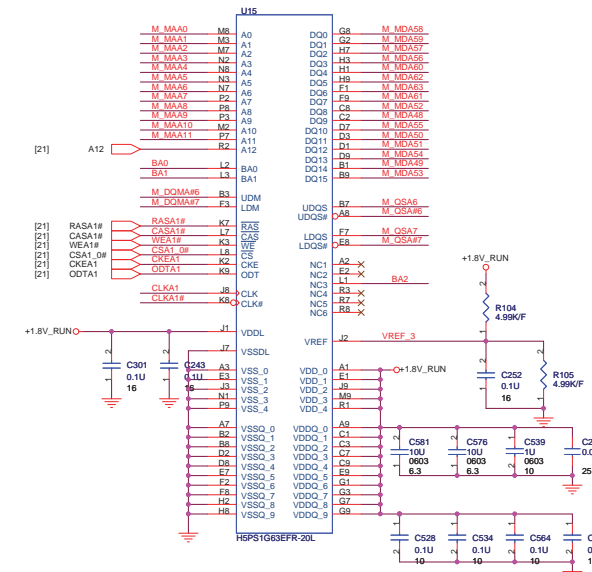 U15
M_MAA0 M8 A0 DQ0 G8 M_MDA58
M_MAA1 M3 A1 DQ1 G2 M_MDA59
M_MAA2 M7 A2 DQ2 H7 M_MDA57
M_MAA3 N2 A3 DQ3 H3 M_MDA56
M_MAA4 N8 A4 DQ4 H1 M_MDA60
M_MAA5 N3 A5 DQ5 H9 M_MDA62
M_MAA6 N7 A6 DQ6 F1 M_MDA63
M_MAA7 P2 A7 DQ7 F9 M_MDA61
M_MAA8 P8 A8 DQ8 C8 M_MDA52
M_MAA9 P3 A9 DQ9 C2 M_MDA48
M_MAA10 M2 A10 DQ10 D7 M_MDA55
M_MAA11 P7 A11 DQ11 D3 M_MDA50
[21] A12 R2 A12 DQ12 D1 M_MDA51
DQ13 D9 M_MDA54
BA0 L2 BA0 DQ14 B1 M_MDA49
BA1 L3 BA1 DQ15 B9 M_MDA53
M_DQMA#6 B3 UDM UDQS B7 M_QSA6
M_DQMA#7 F3 LDM UDQS# A8 M_QSA#6
[21] RASA1# RASA1# K7 RAS LDQS F7 M_QSA7
[21] CASA1# CASA1# L7 CAS LDQS# E8 M_QSA#7
[21] WEA1# WEA1# K3 WE
[21] CSA1_0# CSA1_0# L8 CS NC1 A2
[21] CKEA1 CKEA1 K2 CKE NC2 E2
[21] ODTA1 ODTA1 K9 ODT NC3 L1 BA2
NC4 R3
CLKA1 J8 CLK NC5 R7
CLKA1# K8 CLK# NC6 R8
+1.8V_RUN
R104
4.99K/F
1 2
+1.8V_RUN J1 VDDL VREF J2 VREF_3
J7 VSSDL
C301 0.1U 16
C243 0.1U 16
C252 0.1U 16
R105 4.99K/F
A3 VSS_0 VDD_0 A1 +1.8V_RUN
E3 VSS_1 VDD_1 E1
J3 VSS_2 VDD_2 J9
N1 VSS_3 VDD_3 M9
P9 VSS_4 VDD_4 R1
A7 VSSQ_0 VDDQ_0 A9
B2 VSSQ_1 VDDQ_1 C1
B8 VSSQ_2 VDDQ_2 C3
D2 VSSQ_3 VDDQ_3 C7
D8 VSSQ_4 VDDQ_4 C9
E7 VSSQ_5 VDDQ_5 E9
F2 VSSQ_6 VDDQ_6 G1
F8 VSSQ_7 VDDQ_7 G3
H2 VSSQ_8 VDDQ_8 G7
H8 VSSQ_9 VDDQ_9 G9
C581 10U 0603 6.3
C576 10U 0603 6.3
C539 1U 0603 10
25
H5PS1G63EFR-20L
C528 0.1U 10
C534 0.1U 10
C564 0.1U 10